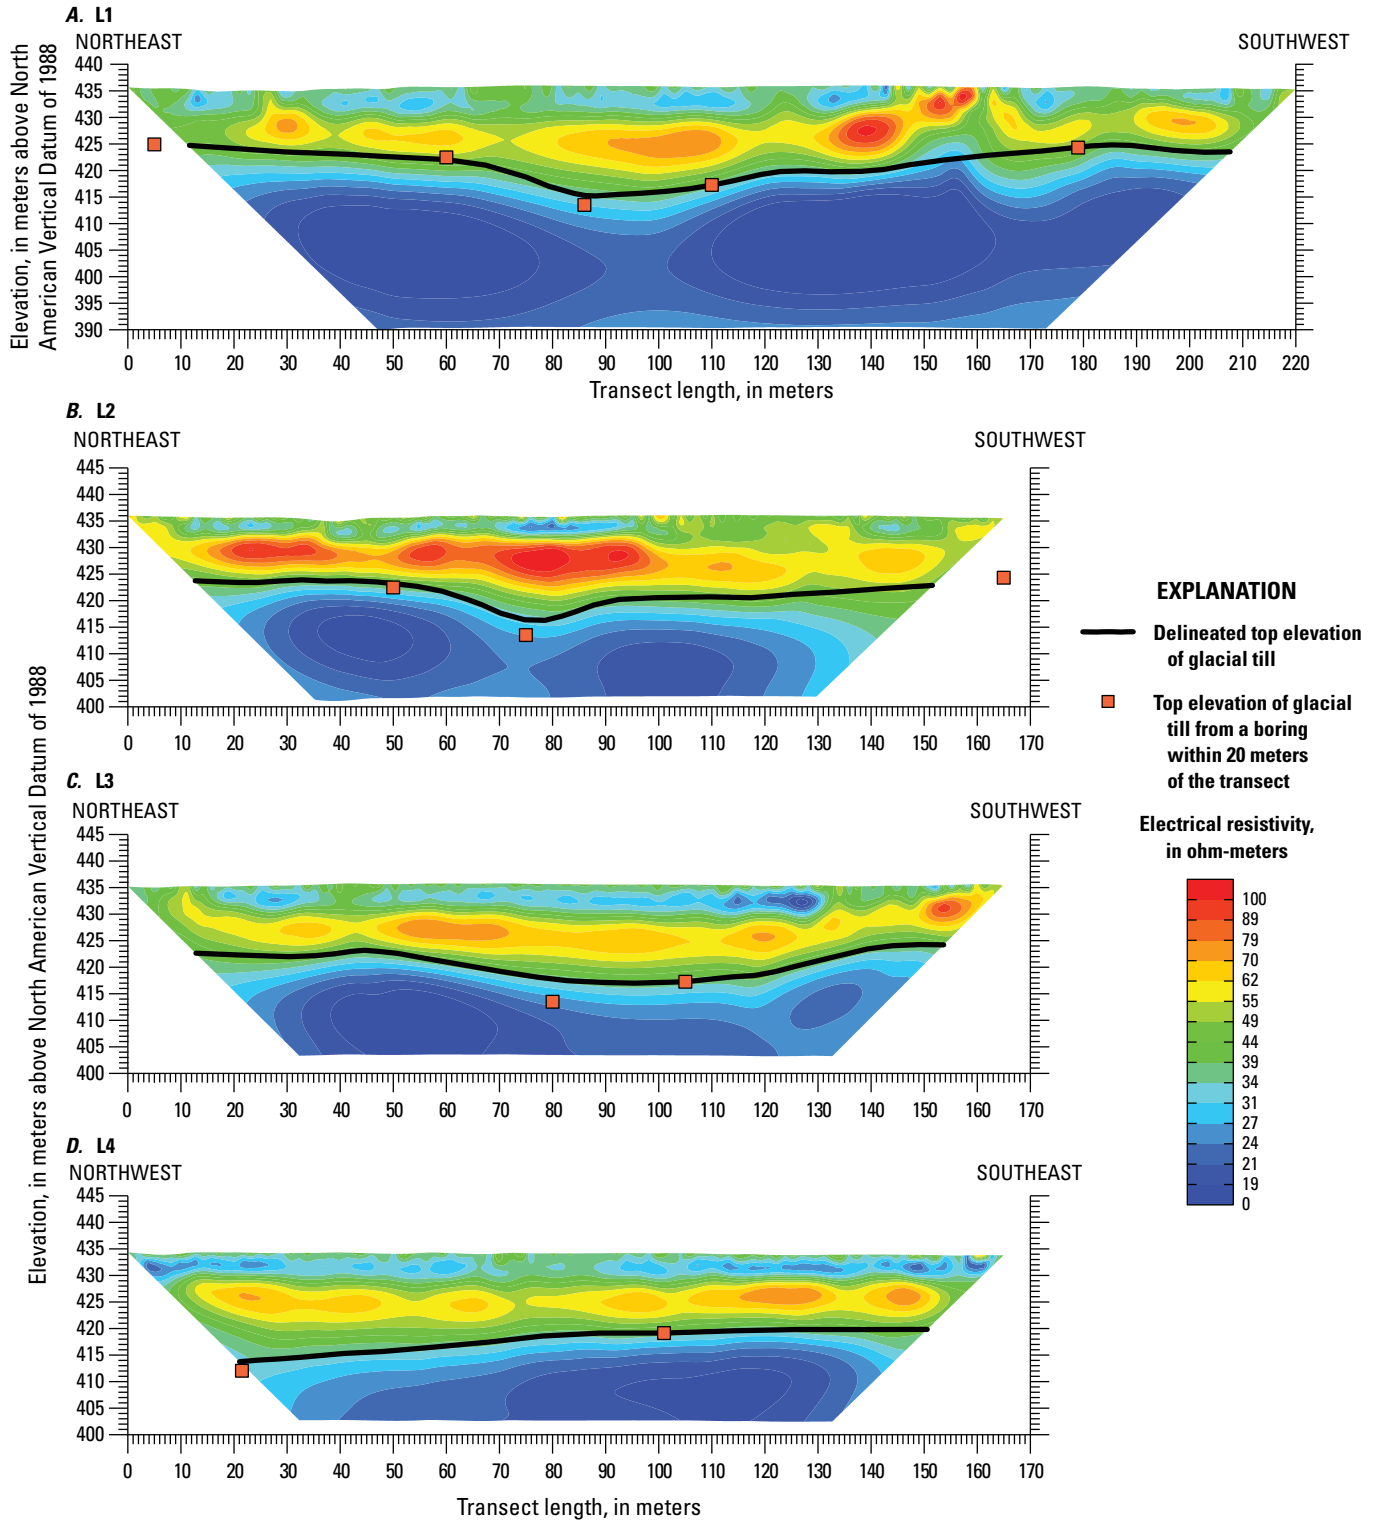 A. L1
NORTHEAST
SOUTHWEST
Elevation, in meters above North
American Vertical Datum of 1988
440
435
430
425
420
415
410
405
400
395
390
0 10 20 30 40 50 60 70 80 90 100 110 120 130 140 150 160 170 180 190 200 210 220
Transect length, in meters
B. L2
NORTHEAST
SOUTHWEST
445
440
435
430
425
420
415
410
405
400
0 10 20 30 40 50 60 70 80 90 100 110 120 130 140 150 160 170
Elevation, in meters above North American Vertical Datum of 1988
C. L3
NORTHEAST
SOUTHWEST
445
440
435
430
425
420
415
410
405
400
0 10 20 30 40 50 60 70 80 90 100 110 120 130 140 150 160 170
D. L4
NORTHWEST
SOUTHEAST
445
440
435
430
425
420
415
410
405
400
0 10 20 30 40 50 60 70 80 90 100 110 120 130 140 150 160 170
Transect length, in meters
EXPLANATION
Delineated top elevation
of glacial till
Top elevation of glacial
till from a boring
within 20 meters
of the transect
Electrical resistivity,
in ohm-meters
100
89
79
70
62
55
49
44
39
34
31
27
24
21
19
0